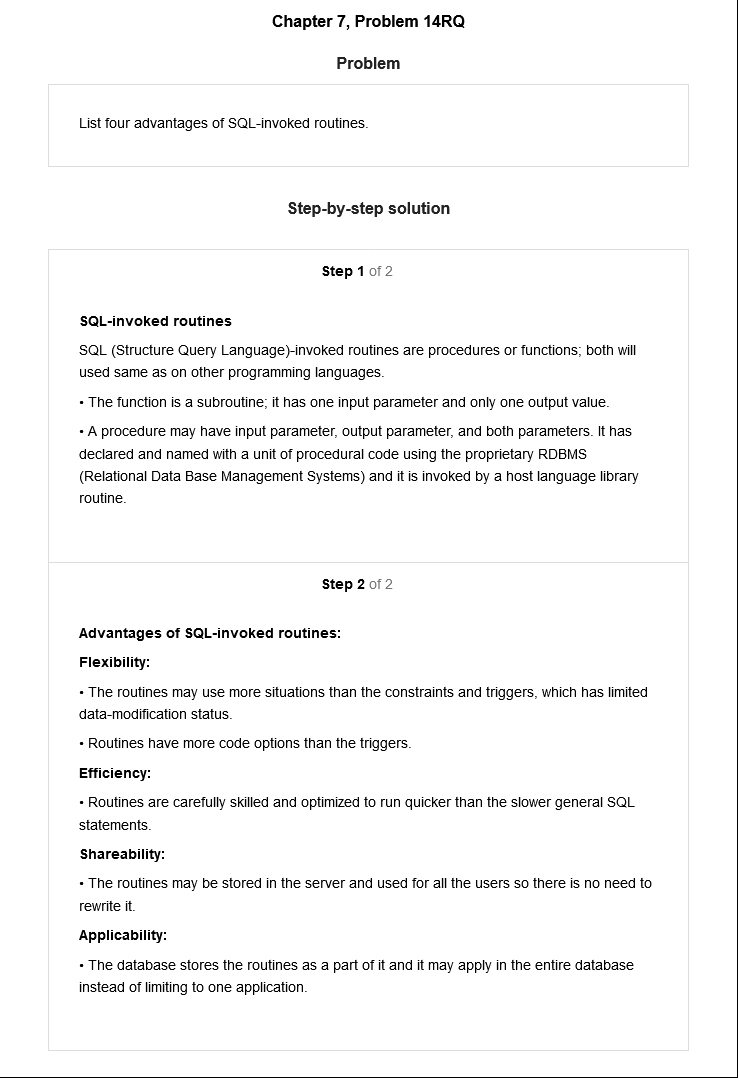 Chapter 7, Problem 14RQ
Problem
List four advantages of SQL-invoked routines.
Step-by-step solution
Step 1 of 2
SQL-invoked routines
SQL (Structure Query Language)-invoked routines are procedures or functions; both will
used same as on other programming languages.
• The function is a subroutine; it has one input parameter and only one output value.
• A procedure may have input parameter, output parameter, and both parameters. It has
declared and named with a unit of procedural code using the proprietary RDBMS
(Relational Data Base Management Systems) and it is invoked by a host language library
routine.
Step 2 of 2
Advantages of SQL-invoked routines:
Flexibility:
• The routines may use more situations than the constraints and triggers, which has limited
data-modification status.
• Routines have more code options than the triggers.
Efficiency:
• Routines are carefully skilled and optimized to run quicker than the slower general SQL
statements.
Shareability:
• The routines may be stored in the server and used for all the users so there is no need to
rewrite it.
Applicability:
• The database stores the routines as a part of it and it may apply in the entire database
instead of limiting to one application.